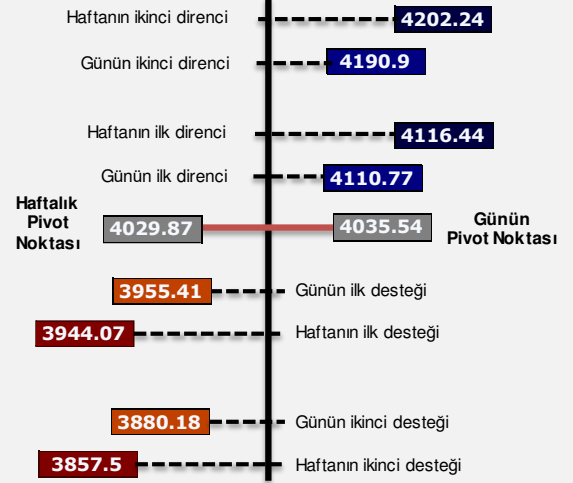 Haftanın ikinci direnci 4202.24
Günün ikinci direnci 4190.9
Haftanın ilk direnci 4116.44
Günün ilk direnci 4110.77
Haftalık
Pivot
Noktası
4029.87
4035.54
Günün
Pivot Noktası
3955.41 Günün ilk desteği
3944.07 Haftanın ilk desteği
3880.18 Günün ikinci desteği
3857.5 Haftanın ikinci desteği